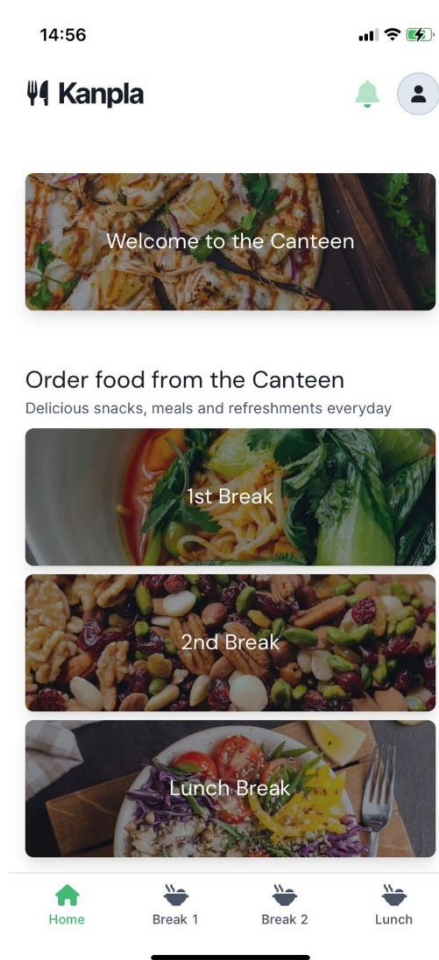 14:56
Kanpla
Welcome to the Canteen
Order food from the Canteen
Delicious snacks, meals and refreshments everyday
1st Break
2nd Break
Lunch Break
Home
Break 1
Break 2
Lunch